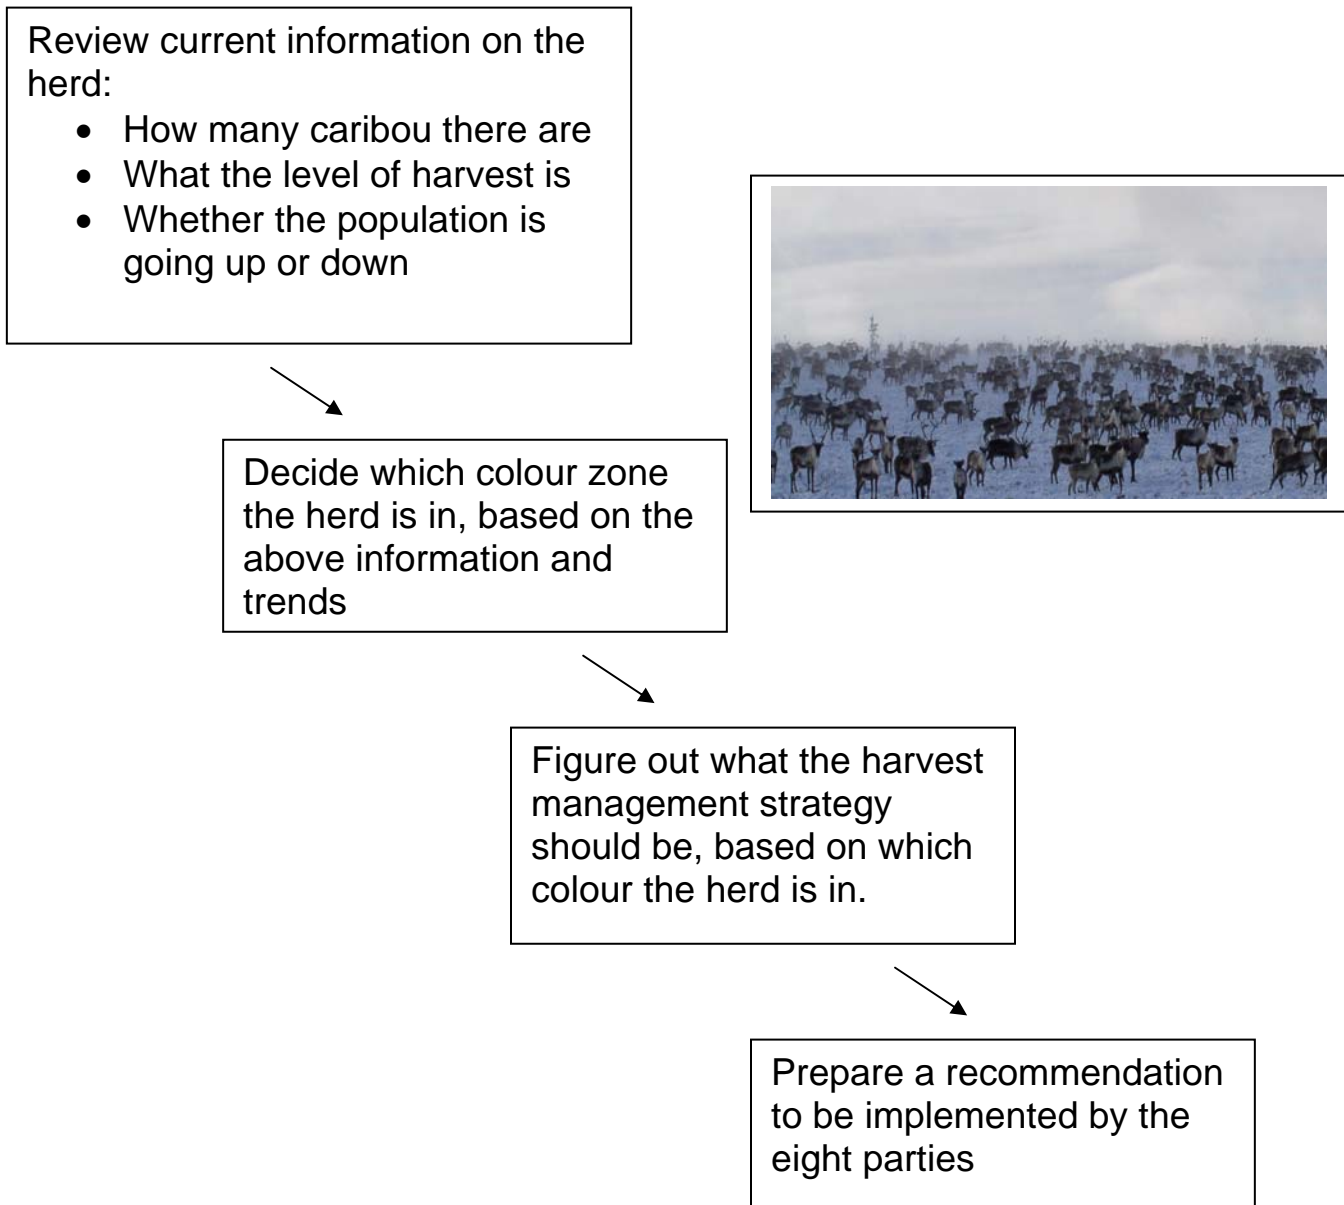 Review current information on the
herd:
• How many caribou there are
• What the level of harvest is
• Whether the population is
going up or down
Decide which colour zone
the herd is in, based on the
above information and
trends
Figure out what the harvest
management strategy
should be, based on which
colour the herd is in.
Prepare a recommendation
to be implemented by the
eight parties